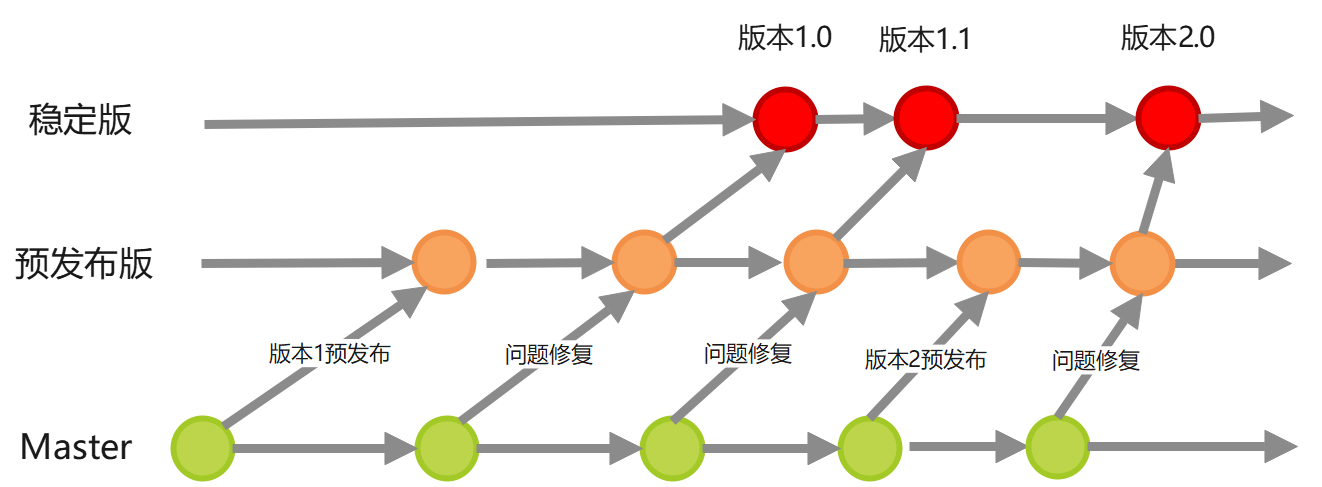 版本1.0
版本1.1
版本2.0
稳定版
预发布版
版本1预发布
问题修复
问题修复
版本2预发布
问题修复
Master